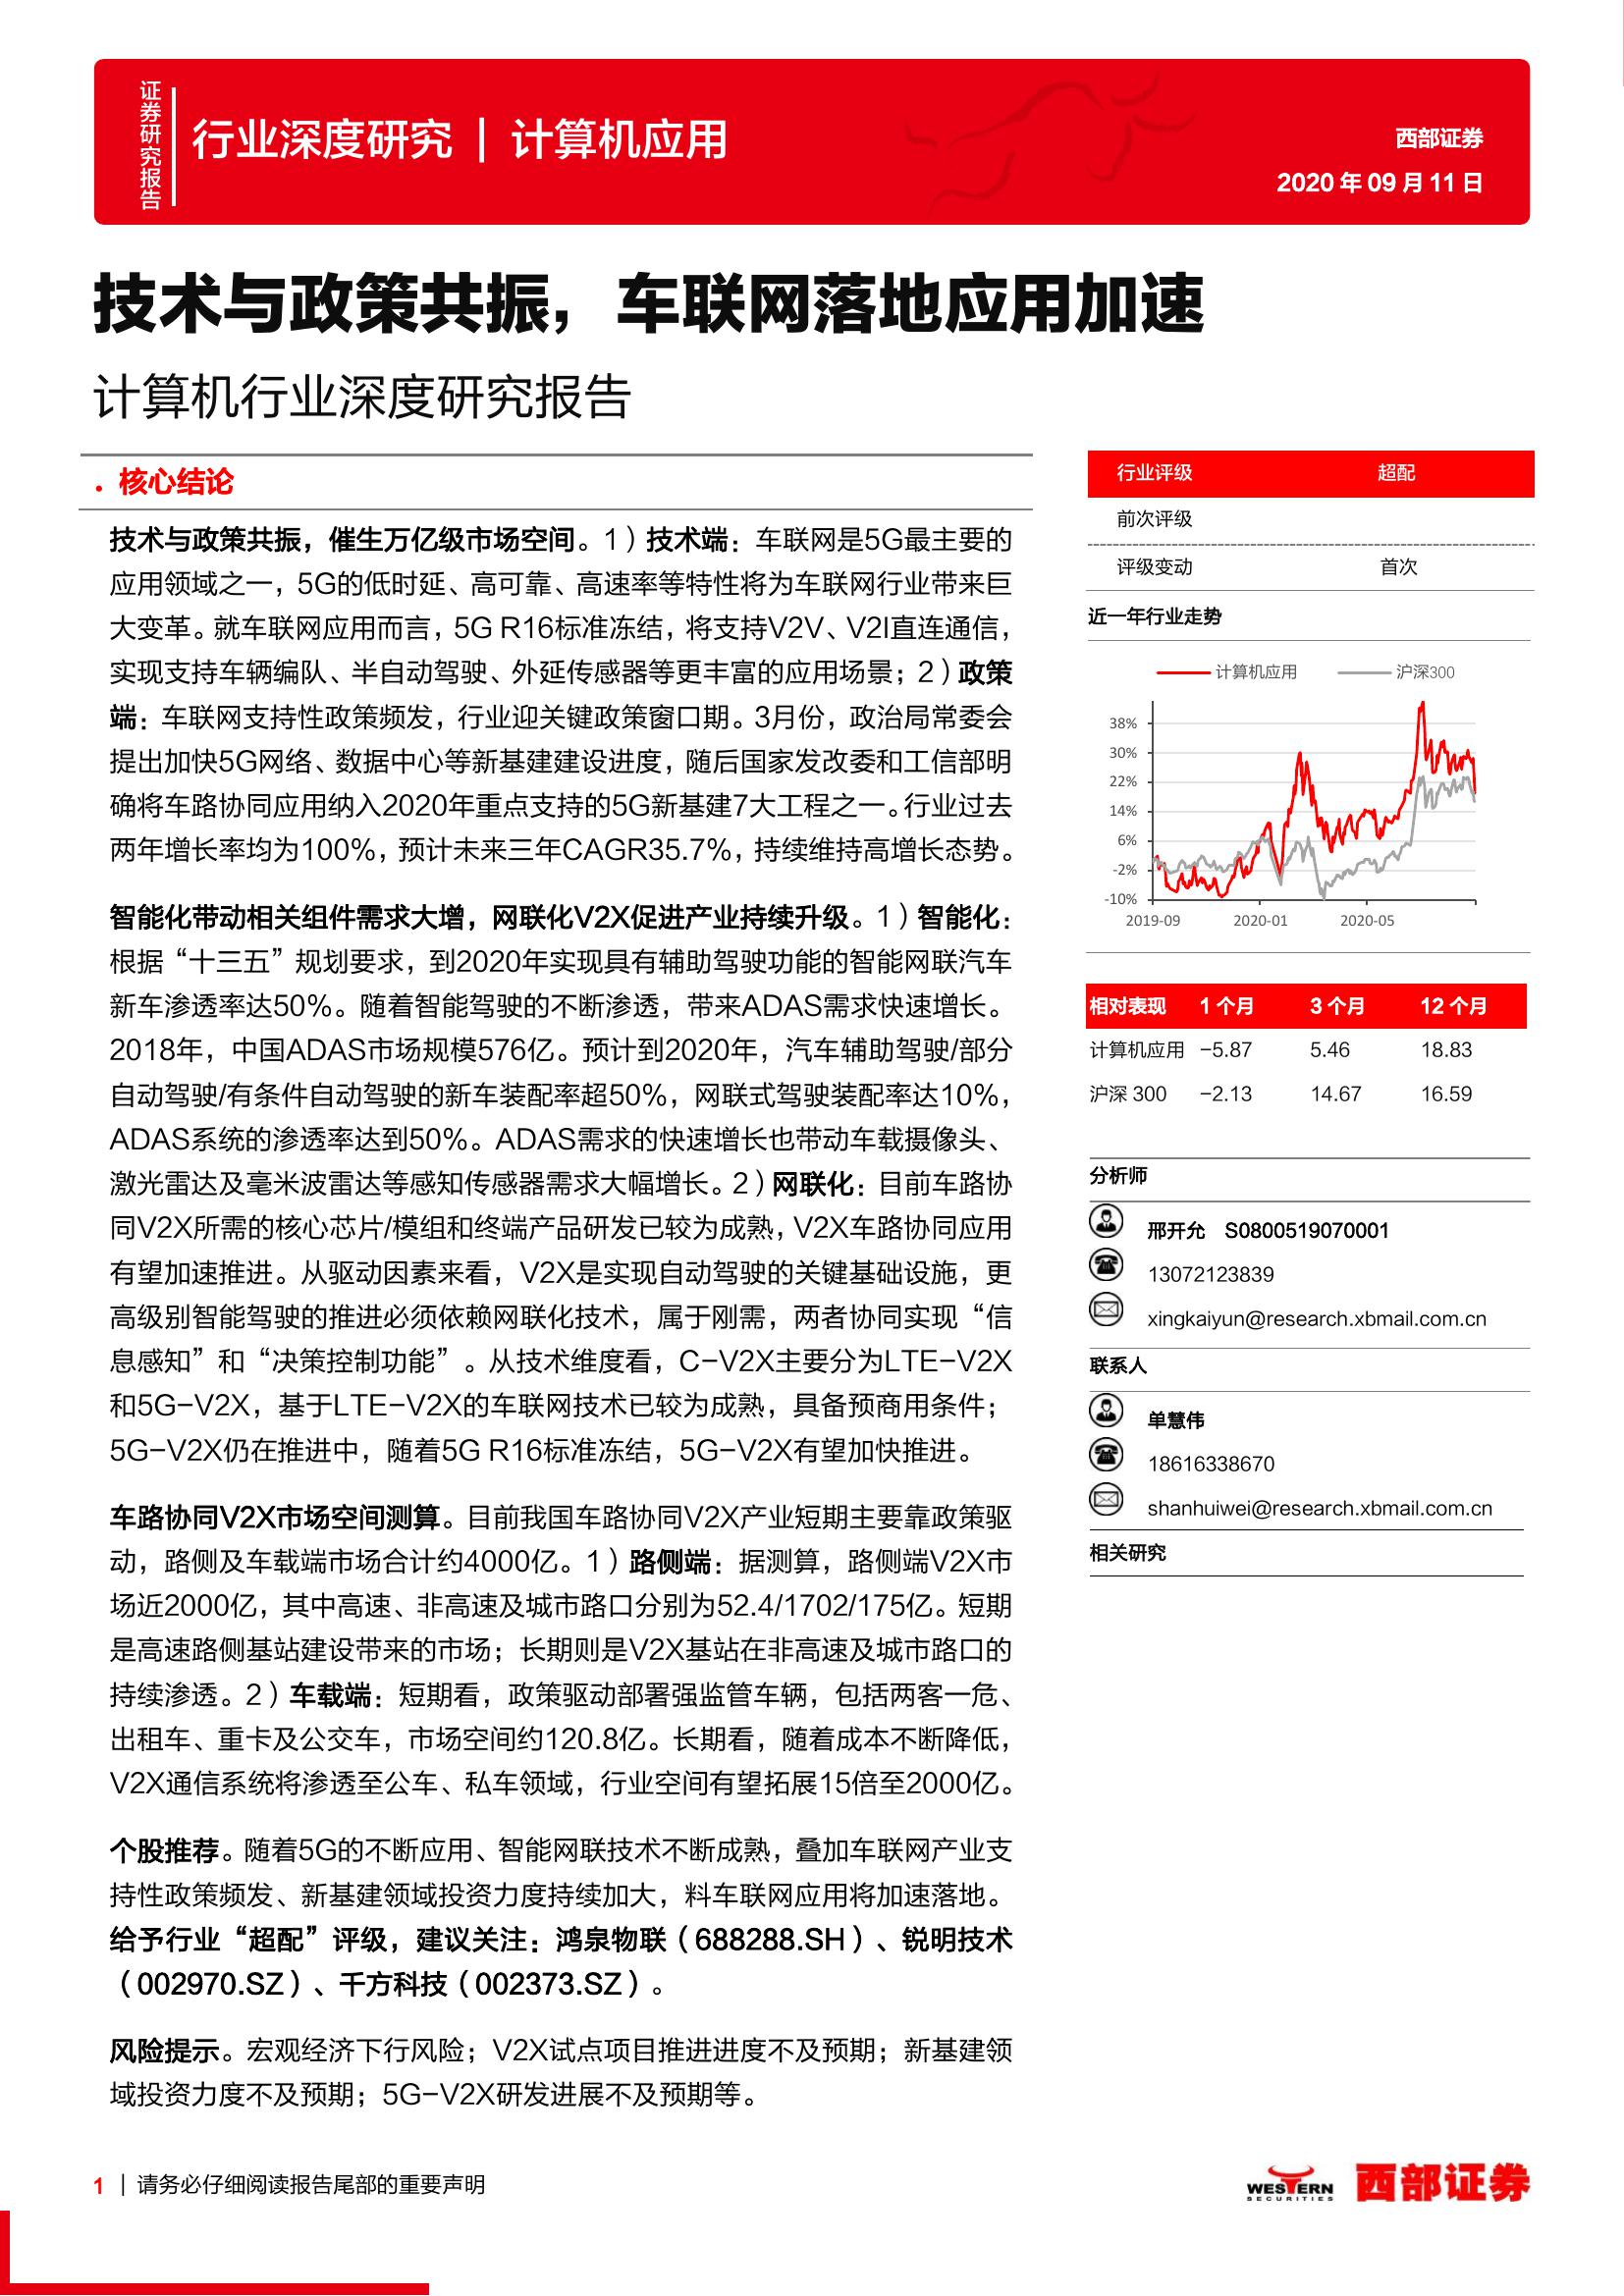 证券研究报告
行业深度研究 | 计算机应用
西部证券
2020 年 09 月 11 日
技术与政策共振，车联网落地应用加速
计算机行业深度研究报告
• 核心结论
技术与政策共振，催生万亿级市场空间。1）技术端：车联网是5G最主要的
应用领域之一，5G的低时延、高可靠、高速率等特性将为车联网行业带来巨
大变革。就车联网应用而言，5G R16标准冻结，将支持V2V、V2I直连通信，
实现支持车辆编队、半自动驾驶、外延传感器等更丰富的应用场景；2）政策
端：车联网支持性政策频发，行业迎关键政策窗口期。3月份，政治局常委会
提出加快5G网络、数据中心等新基建建设进度，随后国家发改委和工信部明
确将车路协同应用纳入2020年重点支持的5G新基建7大工程之一。行业过去
两年增长率均为100%，预计未来三年CAGR35.7%，持续维持高增长态势。
智能化带动相关组件需求大增，网联化V2X促进产业持续升级。1）智能化：
根据“十三五”规划要求，到2020年实现具有辅助驾驶功能的智能网联汽车
新车渗透率达50%。随着智能驾驶的不断渗透，带来ADAS需求快速增长。
2018年，中国ADAS市场规模576亿。预计到2020年，汽车辅助驾驶/部分
自动驾驶/有条件自动驾驶的新车装配率超50%，网联式驾驶装配率达10%，
ADAS系统的渗透率达到50%。ADAS需求的快速增长也带动车载摄像头、
激光雷达及毫米波雷达等感知传感器需求大幅增长。2）网联化：目前车路协
同V2X所需的核心芯片/模组和终端产品研发已较为成熟，V2X车路协同应用
有望加速推进。从驱动因素来看，V2X是实现自动驾驶的关键基础设施，更
高级别智能驾驶的推进必须依赖网联化技术，属于刚需，两者协同实现“信
息感知”和“决策控制功能”。从技术维度看，C-V2X主要分为LTE-V2X
和5G-V2X，基于LTE-V2X的车联网技术已较为成熟，具备预商用条件；
5G-V2X仍在推进中，随着5G R16标准冻结，5G-V2X有望加快推进。
车路协同V2X市场空间测算。目前我国车路协同V2X产业短期主要靠政策驱
动，路侧及车载端市场合计约4000亿。1）路侧端：据测算，路侧端V2X市
场近2000亿，其中高速、非高速及城市路口分别为52.4/1702/175亿。短期
是高速路侧基站建设带来的市场；长期则是V2X基站在非高速及城市路口的
持续渗透。2）车载端：短期看，政策驱动部署强监管车辆，包括两客一危、
出租车、重卡及公交车，市场空间约120.8亿。长期看，随着成本不断降低，
V2X通信系统将渗透至公车、私车领域，行业空间有望拓展15倍至2000亿。
个股推荐。随着5G的不断应用、智能网联技术不断成熟，叠加车联网产业支
持性政策频发、新基建领域投资力度持续加大，料车联网应用将加速落地。
给予行业“超配”评级，建议关注：鸿泉物联（688288.SH）、锐明技术
（002970.SZ）、千方科技（002373.SZ）。
风险提示。宏观经济下行风险；V2X试点项目推进进度不及预期；新基建领
域投资力度不及预期；5G-V2X研发进展不及预期等。
行业评级 超配
前次评级
评级变动 首次
近一年行业走势
计算机应用 沪深300
38%
30%
22%
14%
6%
-2%
-10%
2019-09 2020-01 2020-05
相对表现 1 个月 3 个月 12 个月
计算机应用 -5.87 5.46 18.83
沪深 300 -2.13 14.67 16.59
分析师
邢开允 S0800519070001
13072123839
xingkaiyun@research.xbmail.com.cn
联系人
单慧伟
18616338670
shanhuiwei@research.xbmail.com.cn
相关研究
1 | 请务必仔细阅读报告尾部的重要声明
WESTERN
SECURITIES
西部证券